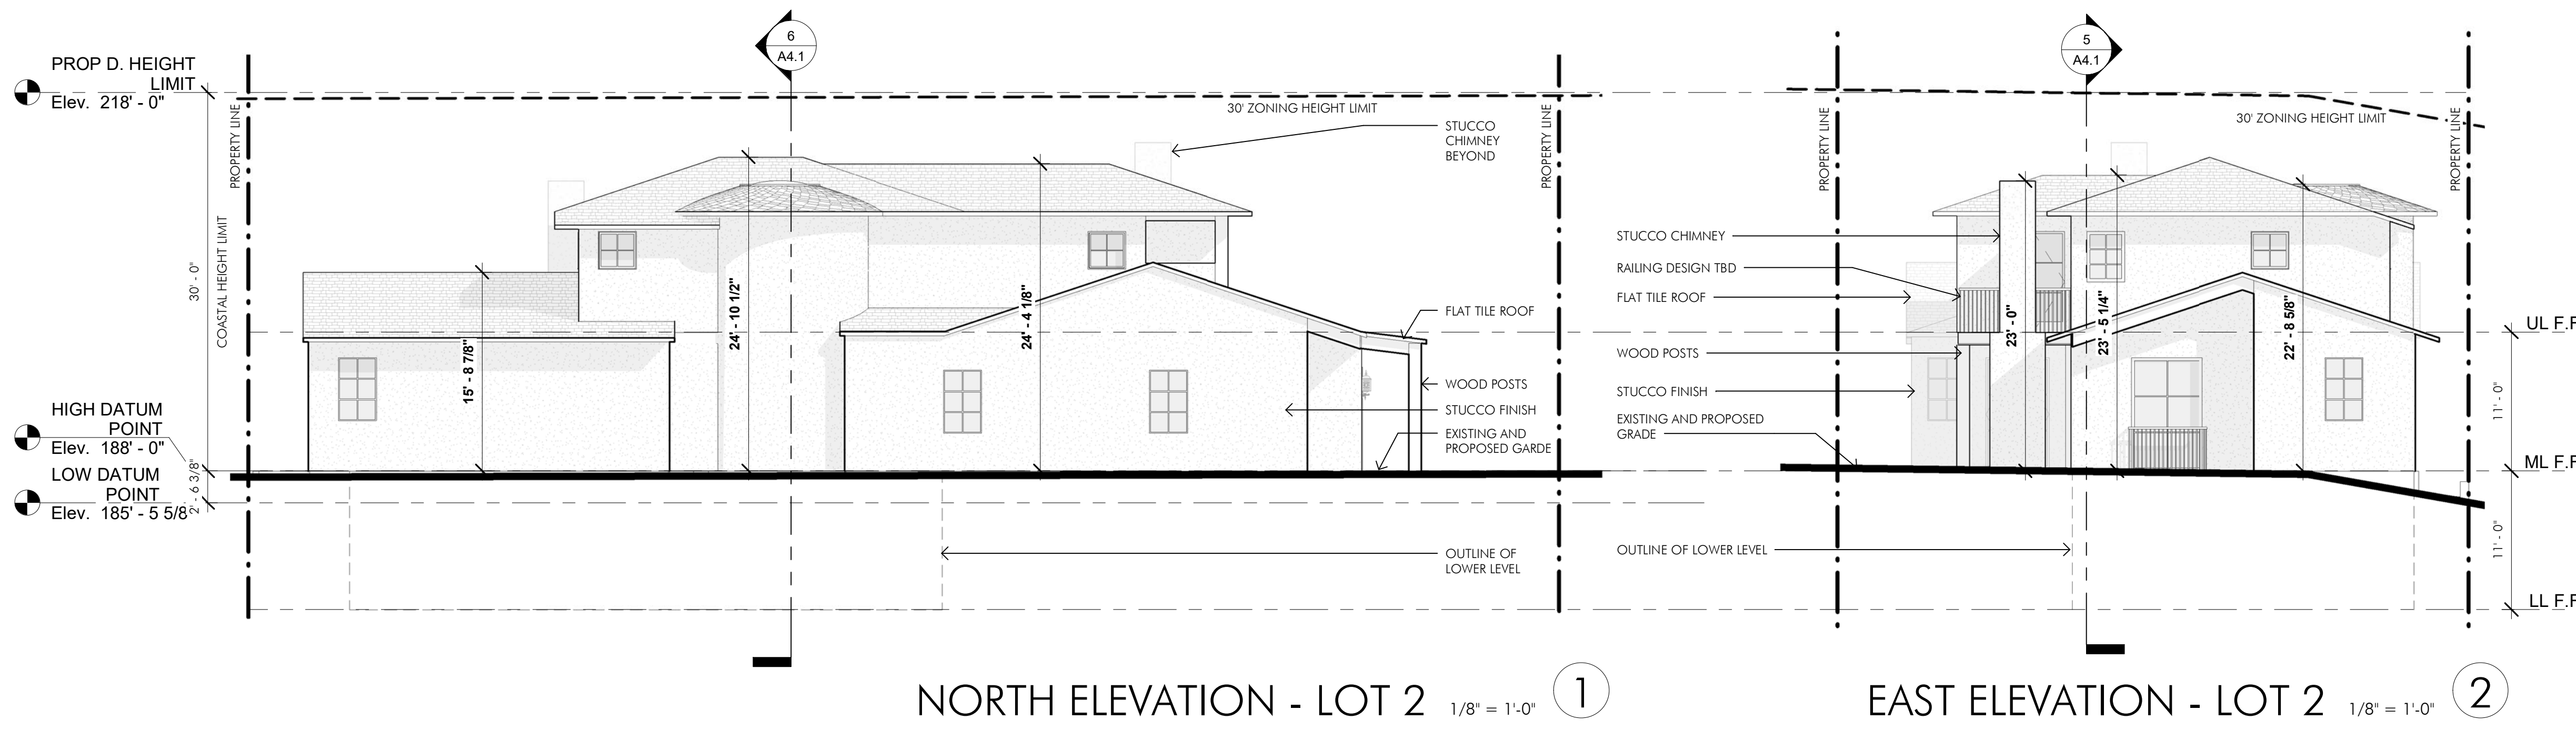 6
A4.1
PROP D. HEIGHT
LIMIT
Elev. 218' - 0"
PROPERTY LINE
COASTAL HEIGHT LIMIT
30' - 0"
30' ZONING HEIGHT LIMIT
STUCCO
CHIMNEY
BEYOND
PROPERTY LINE
15' - 8 7/8"
24' - 10 1/2"
24' - 4 1/8"
FLAT TILE ROOF
WOOD POSTS
STUCCO FINISH
EXISTING AND
PROPOSED GARDE
HIGH DATUM
POINT
Elev. 188' - 0"
LOW DATUM
POINT
Elev. 185' - 5 5/8"
2' - 6 3/8"
OUTLINE OF
LOWER LEVEL
NORTH ELEVATION - LOT 2
1/8" = 1'-0"
1
5
A4.1
PROPERTY LINE
30' ZONING HEIGHT LIMIT
PROPERTY LINE
STUCCO CHIMNEY
RAILING DESIGN TBD
FLAT TILE ROOF
WOOD POSTS
STUCCO FINISH
EXISTING AND PROPOSED
GRADE
OUTLINE OF LOWER LEVEL
23' - 0"
23' - 5 1/4"
22' - 8 5/8"
UL F.F
11' - 0"
ML F.F
11' - 0"
LL F.F
EAST ELEVATION - LOT 2
1/8" = 1'-0"
2